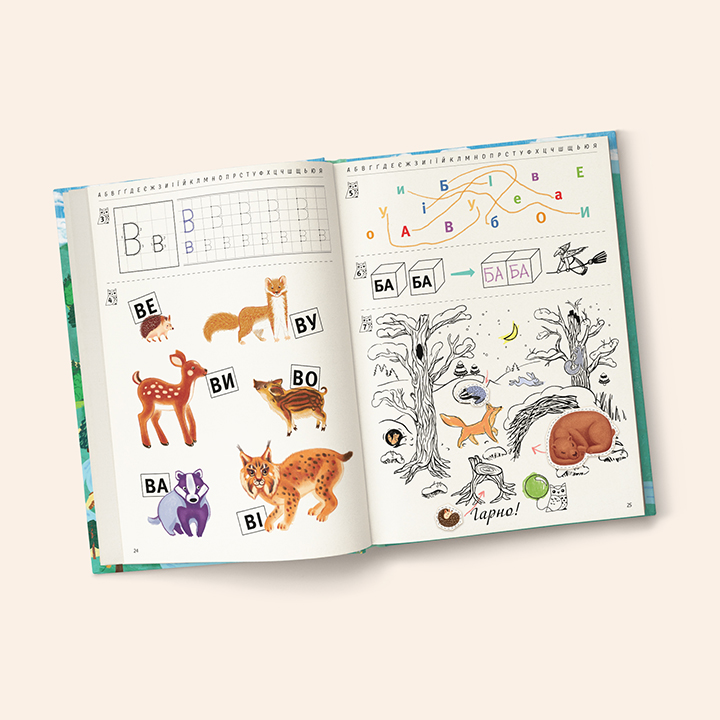 АБВГҐДЕЄЖЗИІЇЙКЛМНОПРСТУФХЦЧШЩЬЮЯ
3
В в В В В В В В
В В В В В В В В
4
ВЕ
ВУ
ВИ
ВО
ВА
ВІ
24
АБВГҐДЕЄЖЗИІЇЙКЛМНОПРСТУФХЦЧШЩЬЮЯ
5
и Б І в Е
у і У е а
о А В б О И
6
БА БА БА БА
7
Гарно!
25